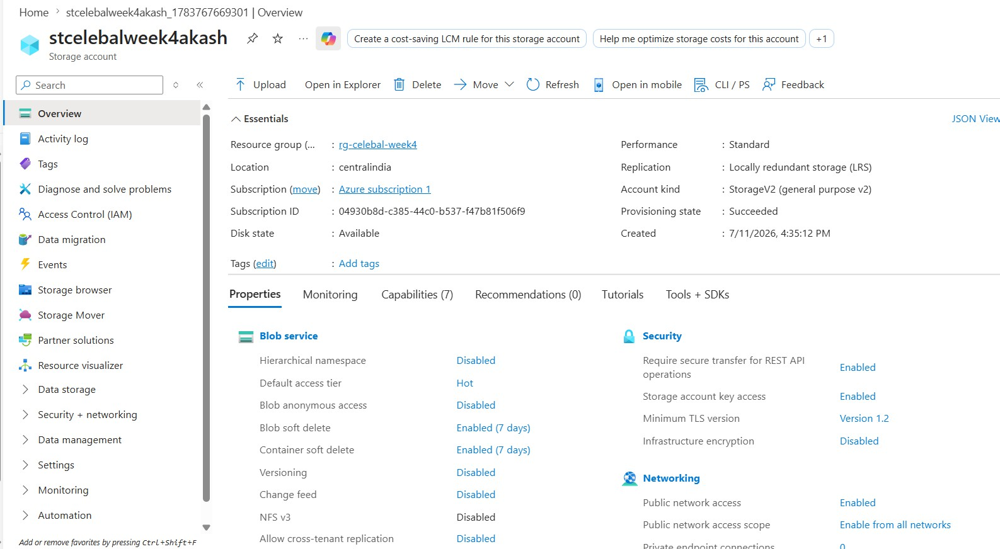 Home > stcelebalweek4akash_1783767669301 | Overview
stcelebalweek4akash
Storage account
Create a cost-saving LCM rule for this storage account
Help me optimize storage costs for this account
+1
Search
Upload Open in Explorer Delete Move Refresh Open in mobile CLI / PS Feedback
Overview
Activity log
Tags
Diagnose and solve problems
Access Control (IAM)
Data migration
Events
Storage browser
Storage Mover
Partner solutions
Resource visualizer
Data storage
Security + networking
Data management
Settings
Monitoring
Automation
Add or remove favorites by pressing Ctrl+Shift+F
Essentials
JSON View
Resource group (... : rg-celebal-week4
Location : centralindia
Subscription (move) : Azure subscription 1
Subscription ID : 04930b8d-c385-44c0-b537-f47b81f506f9
Disk state : Available
Tags (edit) : Add tags
Performance : Standard
Replication : Locally redundant storage (LRS)
Account kind : StorageV2 (general purpose v2)
Provisioning state : Succeeded
Created : 7/11/2026, 4:35:12 PM
Properties Monitoring Capabilities (7) Recommendations (0) Tutorials Tools + SDKs
Blob service
Hierarchical namespace Disabled
Default access tier Hot
Blob anonymous access Disabled
Blob soft delete Enabled (7 days)
Container soft delete Enabled (7 days)
Versioning Disabled
Change feed Disabled
NFS v3 Disabled
Allow cross-tenant replication Disabled
Security
Require secure transfer for REST API
operations Enabled
Storage account key access Enabled
Minimum TLS version Version 1.2
Infrastructure encryption Disabled
Networking
Public network access Enabled
Public network access scope Enable from all networks
Private endpoint connections 0